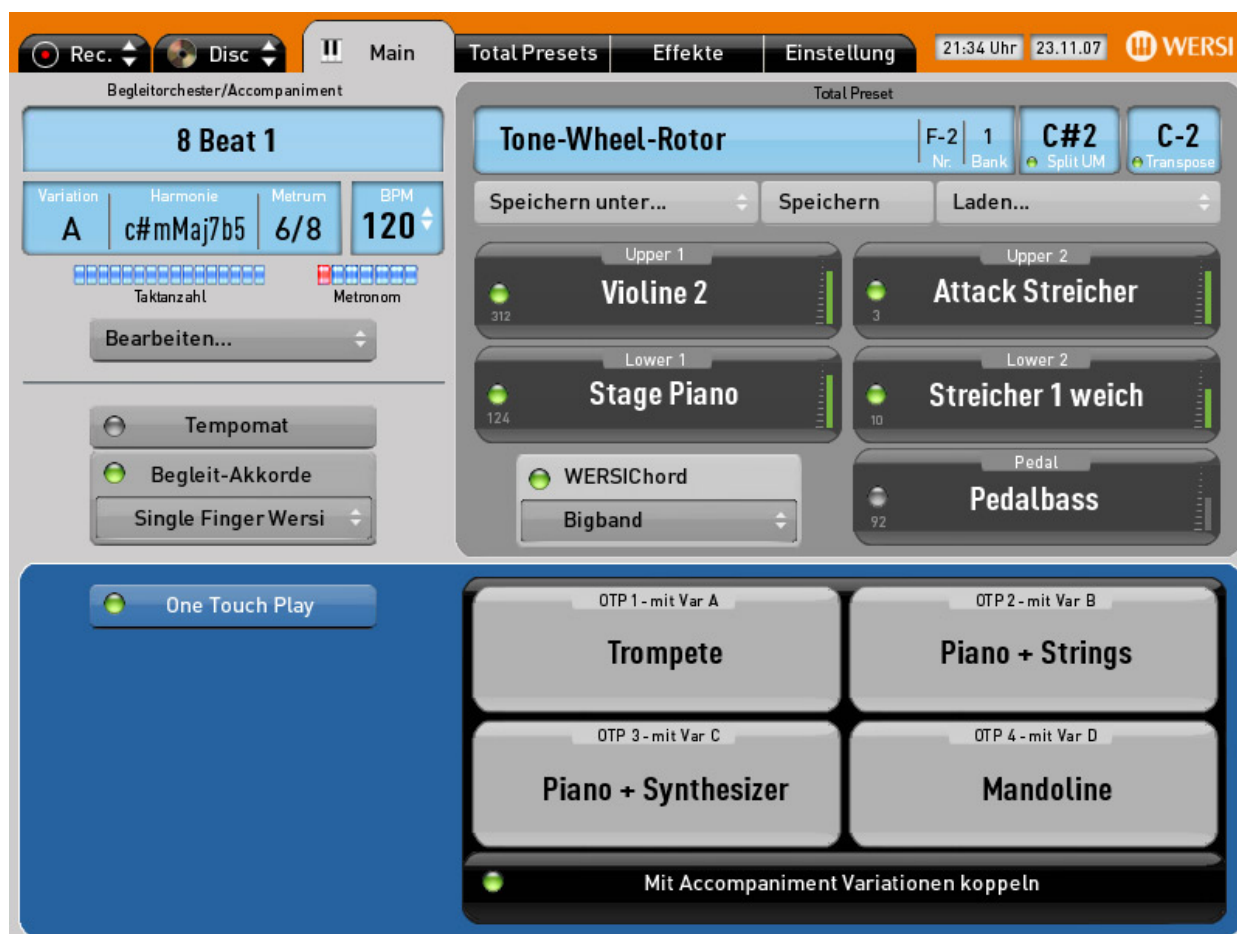 Rec. Disc Main Total Presets Effekte Einstellung 21:34 Uhr 23.11.07 WERSI
Begleitorchester/Accompaniment
8 Beat 1
Variation Harmonie Metrum BPM
A c#mMaj7b5 6/8 120
Taktanzahl Metronom
Bearbeiten...
Tempomat
Begleit-Akkorde
Single Finger Wersi
Total Preset
Tone-Wheel-Rotor F-2 1 C#2 C-2
Nr. Bank Split UM Transpose
Speichern unter... Speichern Laden...
Upper 1
Violine 2
312
Upper 2
Attack Streicher
3
Lower 1
Stage Piano
124
Lower 2
Streicher 1 weich
10
WERSIChord
Bigband
Pedal
Pedalbass
92
One Touch Play
OTP 1 - mit Var A
Trompete
OTP 2 - mit Var B
Piano + Strings
OTP 3 - mit Var C
Piano + Synthesizer
OTP 4 - mit Var D
Mandoline
Mit Accompaniment Variationen koppeln